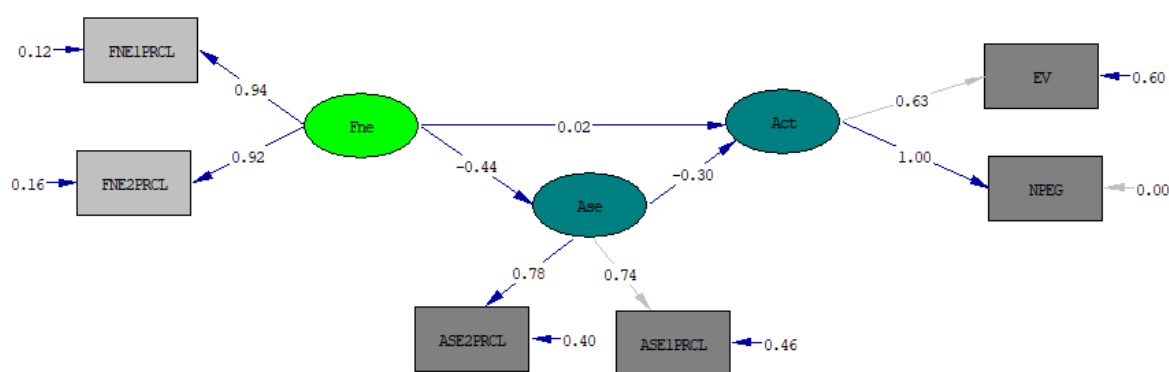 0.12
FNE1PRCL
0.94
Fne
0.92
0.16
FNE2PRCL
0.02
-0.44
Ase
-0.30
Act
0.63
EV
0.60
1.00
NPEG
0.00
0.78
0.74
ASE2PRCL
0.40
ASE1PRCL
0.46